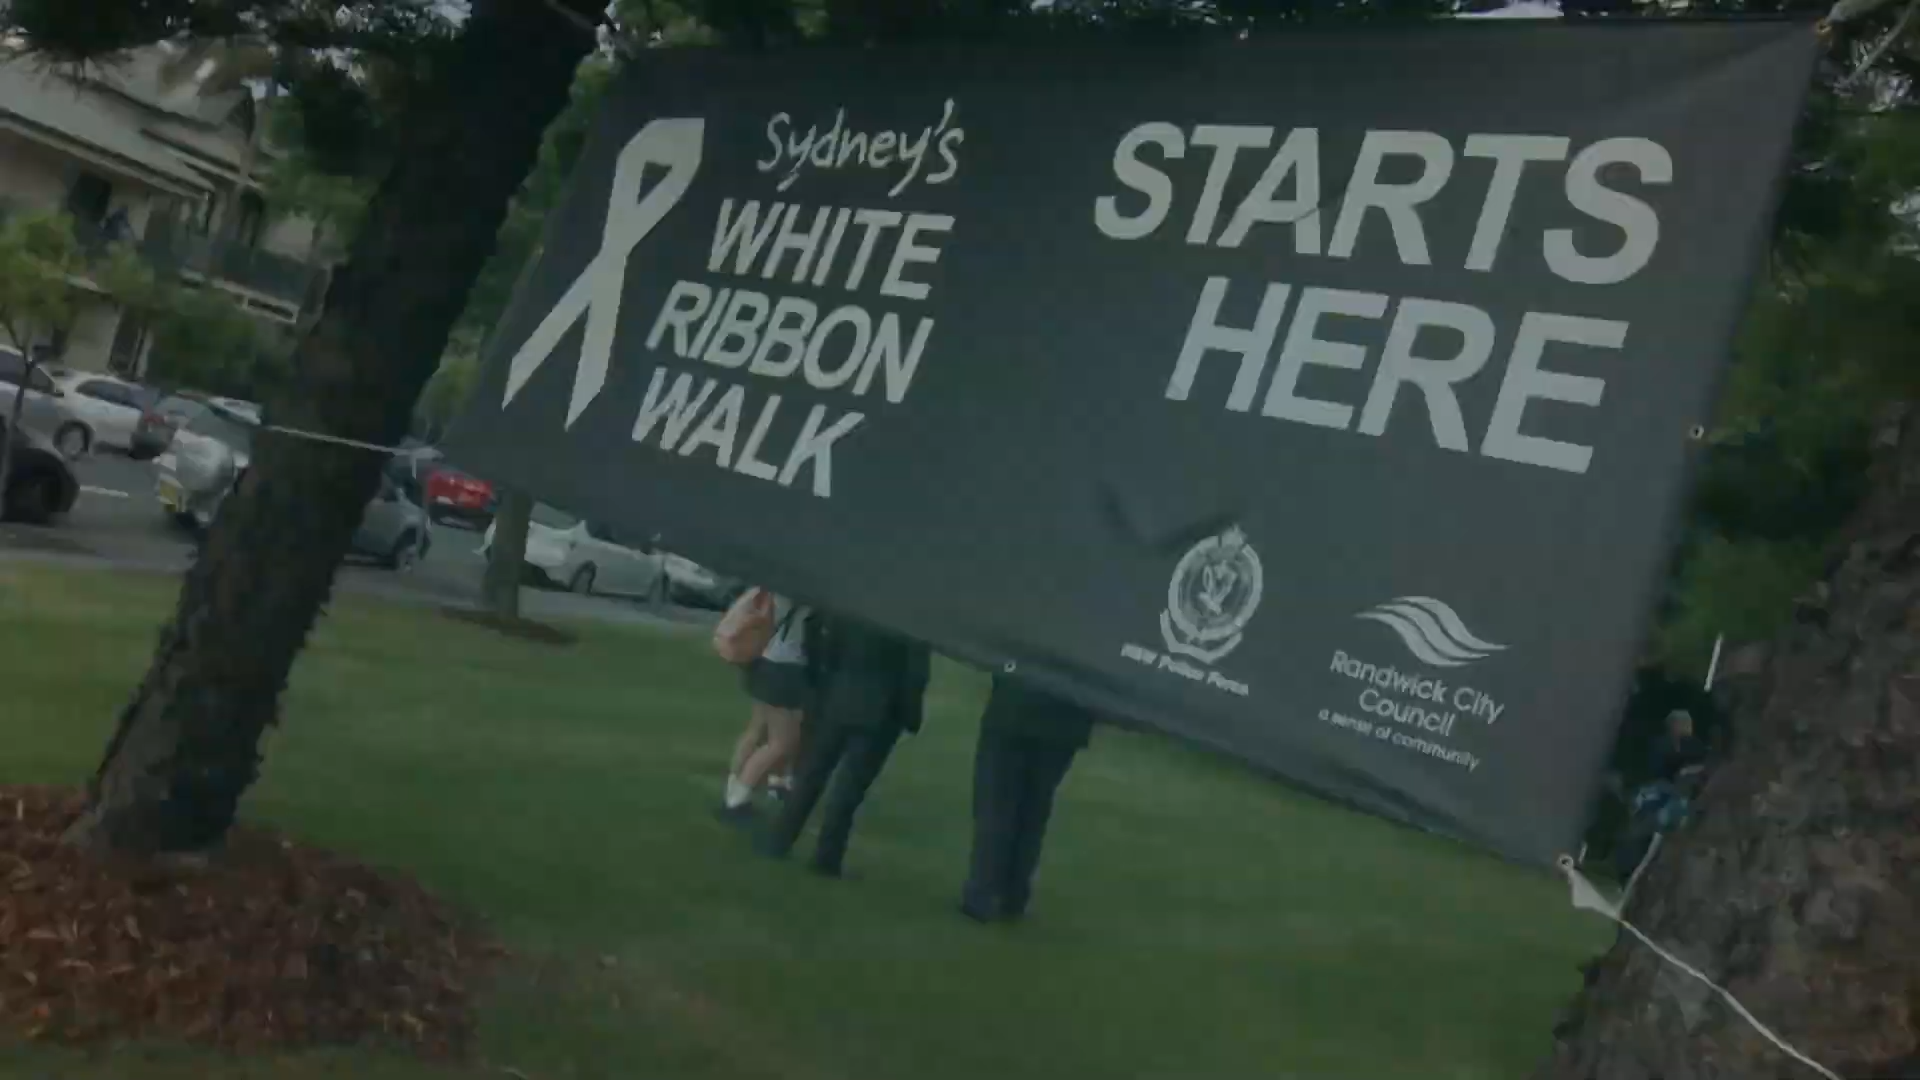 Sydney's
WHITE
RIBBON
WALK
STARTS
HERE
NSW Police Force
Randwick City
Council
a sense of community